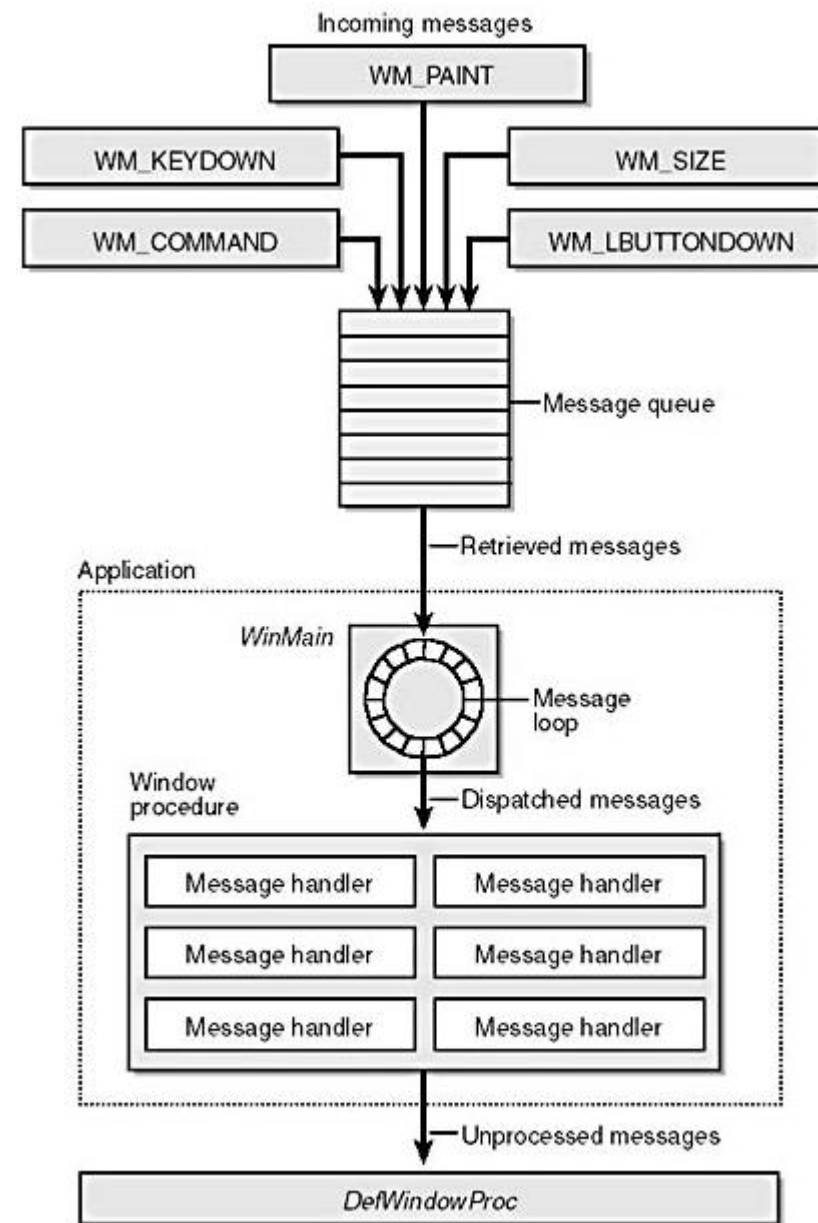 Incoming messages
WM_PAINT
WM_KEYDOWN
WM_SIZE
WM_COMMAND
WM_LBUTTONDOWN
Message queue
Retrieved messages
Application
WinMain
Message
loop
Window
procedure
Dispatched messages
Message handler
Message handler
Message handler
Message handler
Message handler
Message handler
Unprocessed messages
DefWindowProc